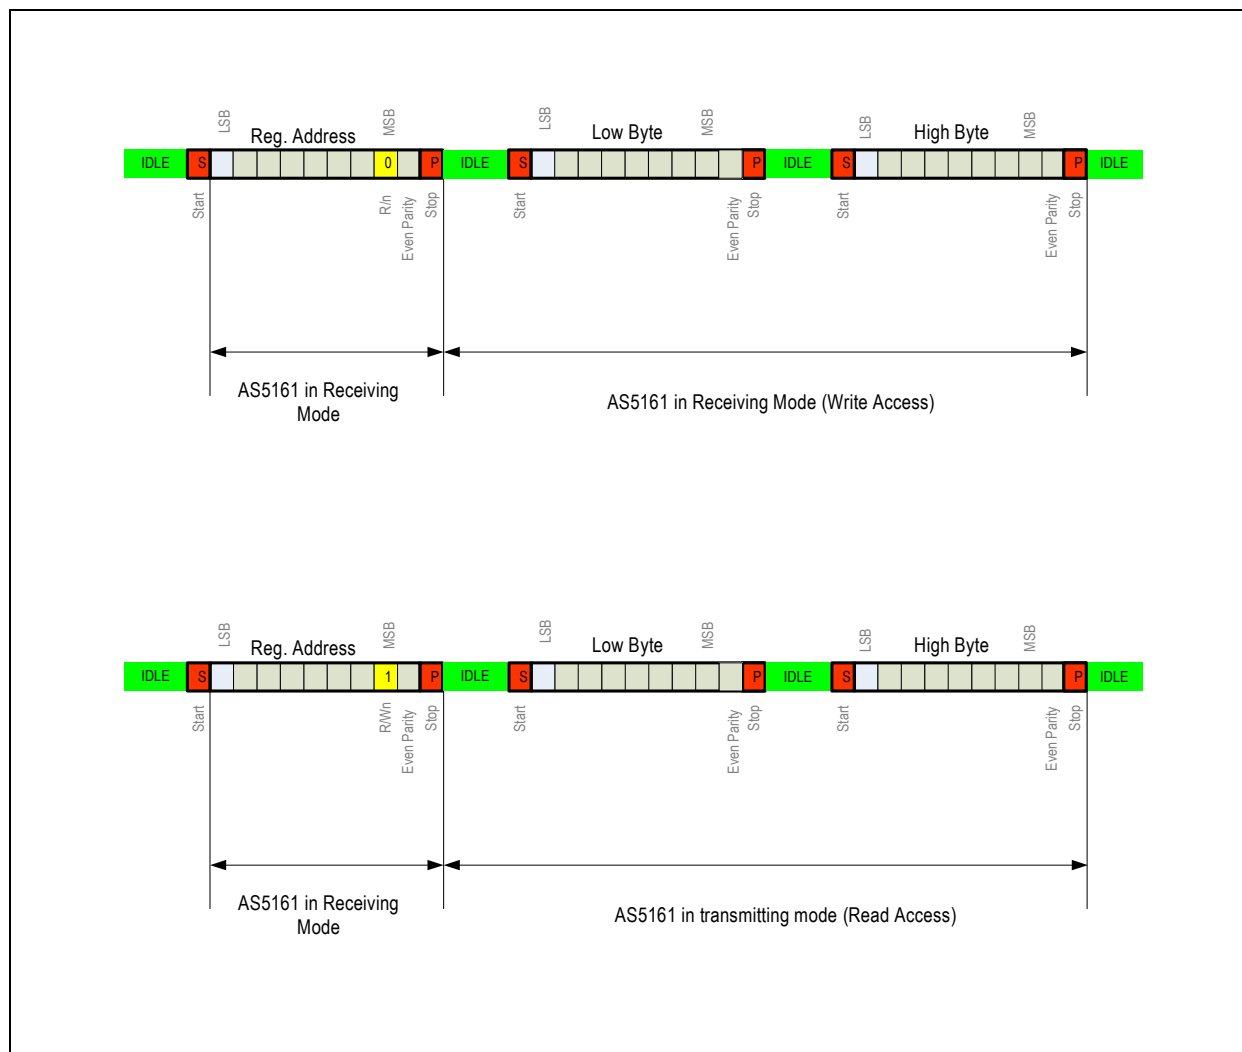 LSB
Reg. Address
MSB
LSB
Low Byte
MSB
LSB
High Byte
MSB
IDLE S 0 P IDLE S P IDLE S P IDLE
Start
R/n
Even Parity
Stop
Start
Even Parity
Stop
Start
Even Parity
Stop
AS5161 in Receiving
Mode
AS5161 in Receiving Mode (Write Access)
LSB
Reg. Address
MSB
LSB
Low Byte
MSB
LSB
High Byte
MSB
IDLE S 1 P IDLE S P IDLE S P IDLE
Start
R/Wn
Even Parity
Stop
Start
Even Parity
Stop
Start
Even Parity
Stop
AS5161 in Receiving
Mode
AS5161 in transmitting mode (Read Access)